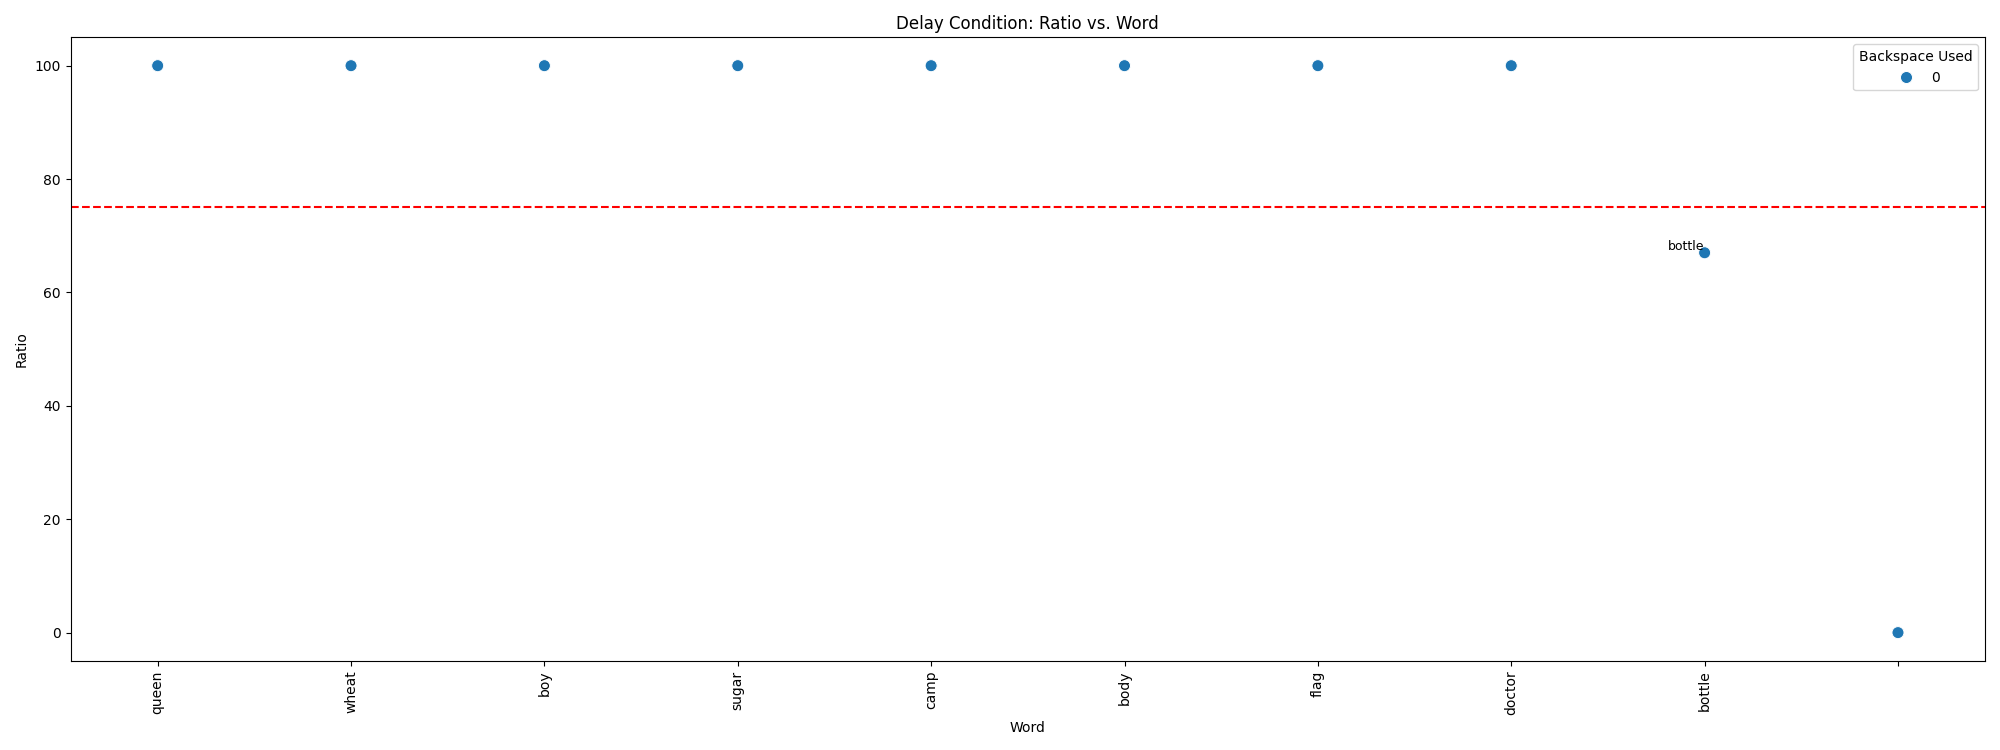 Delay Condition: Ratio vs. Word
Backspace Used
0
100
80
60
40
20
0
Ratio
bottle
queen
wheat
boy
sugar
camp
body
flag
doctor
bottle
Word